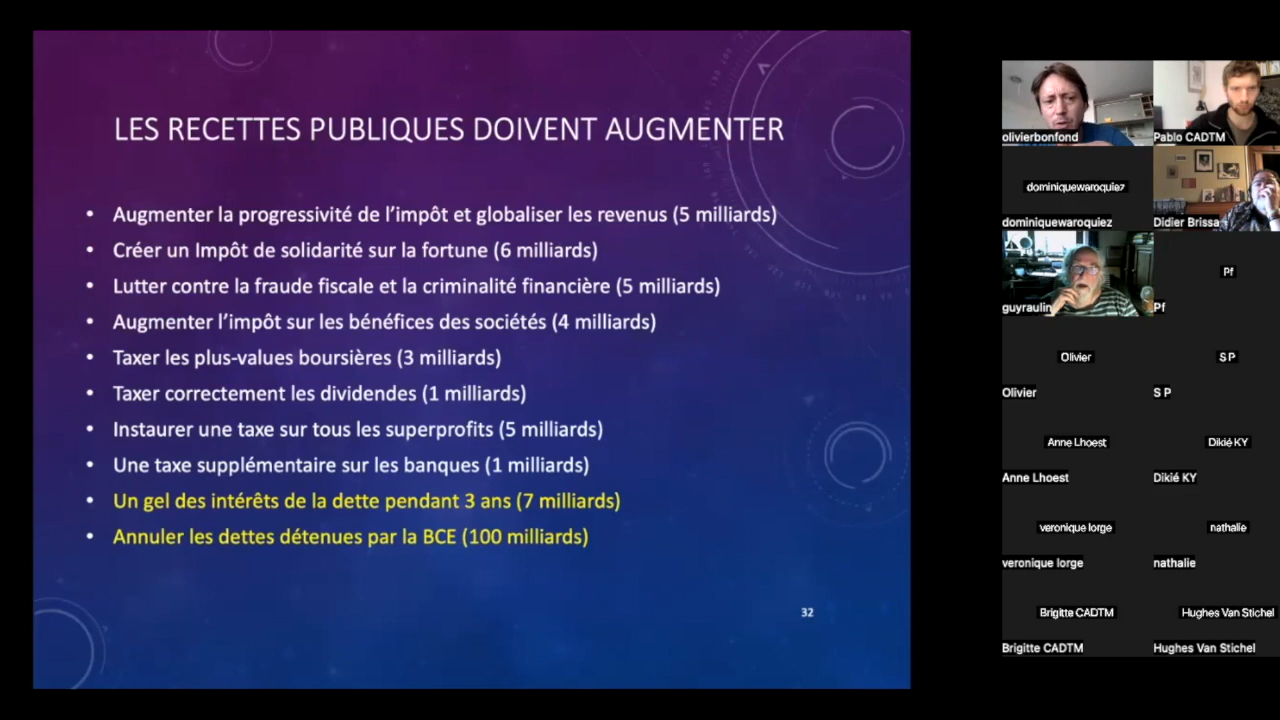 LES RECETTES PUBLIQUES DOIVENT AUGMENTER
• Augmenter la progressivité de l'impôt et globaliser les revenus (5 milliards)
• Créer un Impôt de solidarité sur la fortune (6 milliards)
• Lutter contre la fraude fiscale et la criminalité financière (5 milliards)
• Augmenter l'impôt sur les bénéfices des sociétés (4 milliards)
• Taxer les plus-values boursières (3 milliards)
• Taxer correctement les dividendes (1 milliards)
• Instaurer une taxe sur tous les superprofits (5 milliards)
• Une taxe supplémentaire sur les banques (1 milliards)
• Un gel des intérêts de la dette pendant 3 ans (7 milliards)
• Annuler les dettes détenues par la BCE (100 milliards)
32
olivierbonfond
Pablo CADTM
dominiquewaroquiez
dominiquewaroquiez
Didier Brissa
guyraulin
Pf
Pf
Olivier
S P
Olivier
S P
Anne Lhoest
Dikié KY
Anne Lhoest
Dikié KY
veronique lorge
nathalie
veronique lorge
nathalie
Brigitte CADTM
Hughes Van Stichel
Brigitte CADTM
Hughes Van Stichel